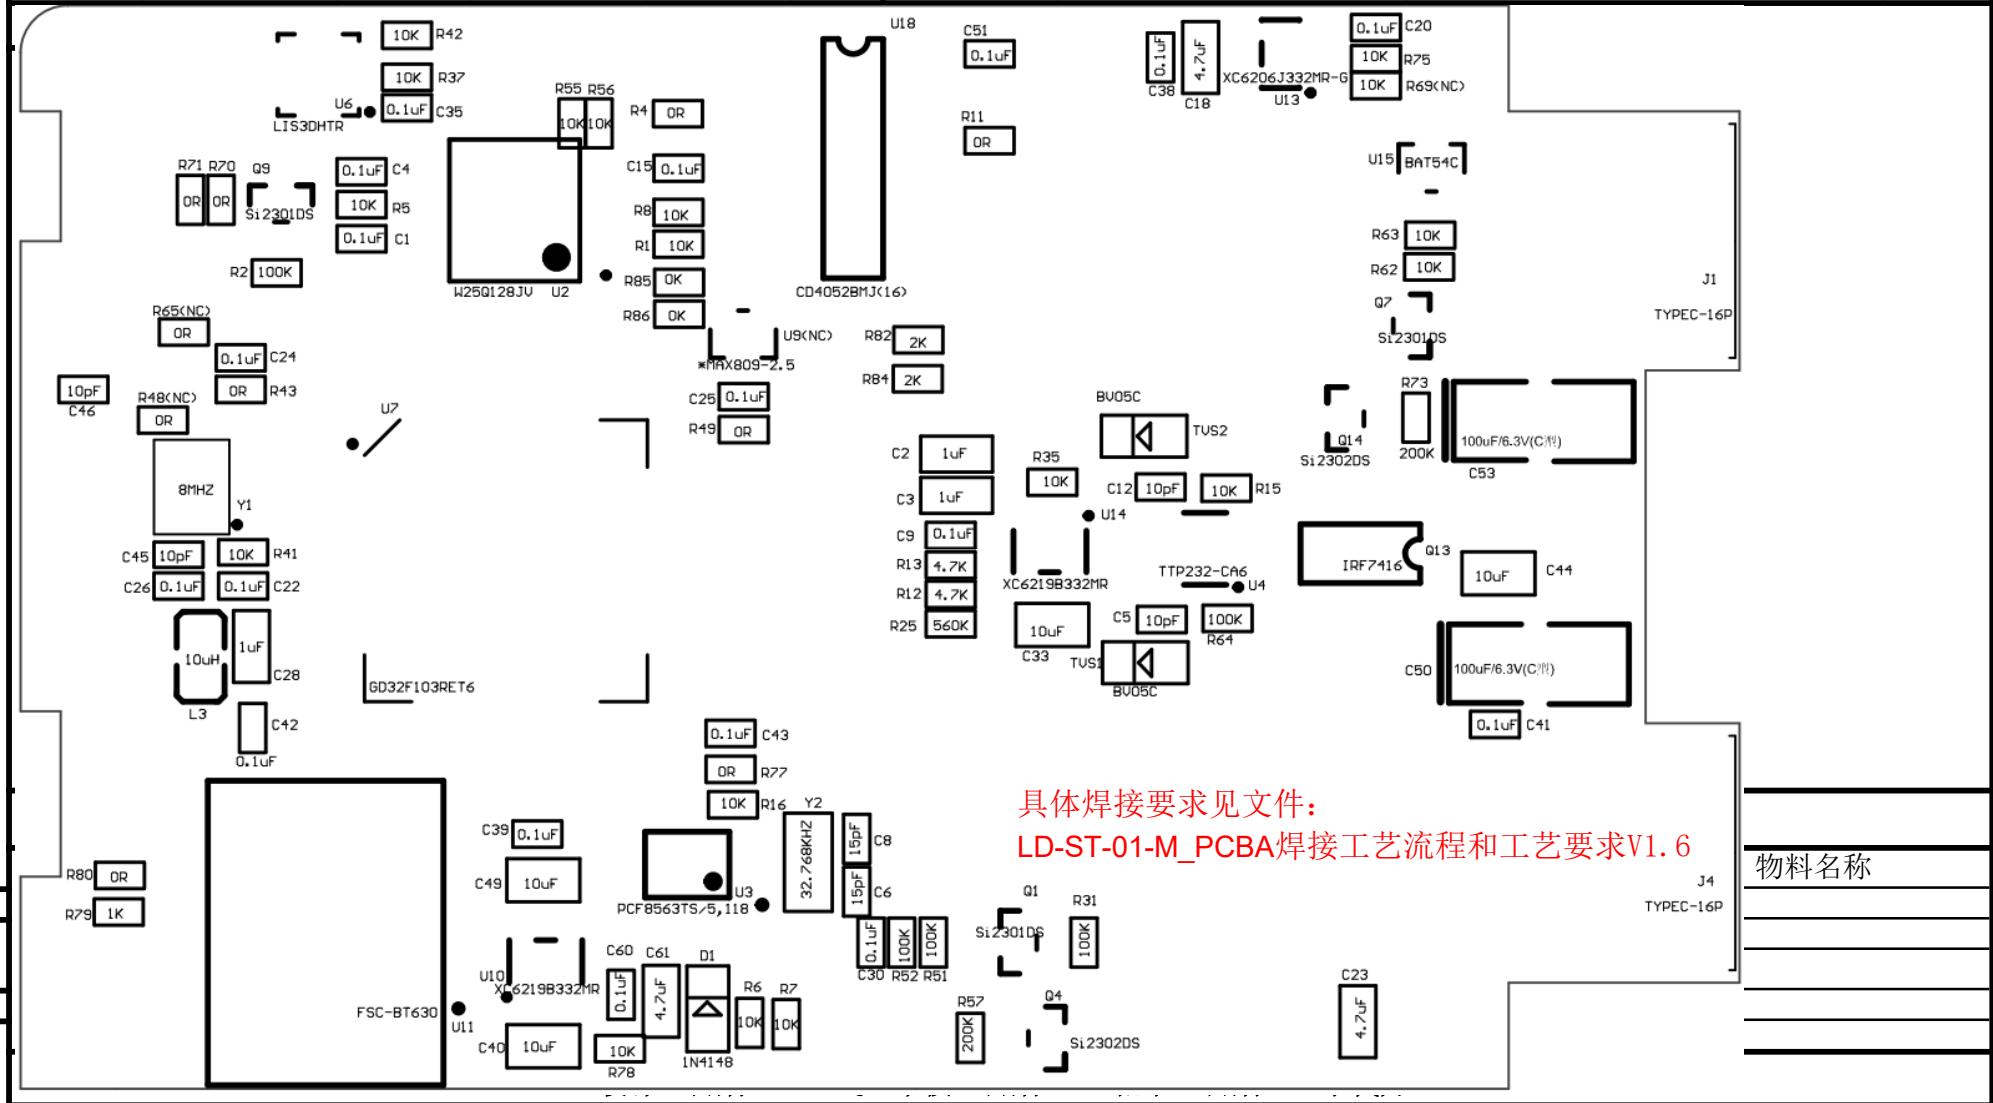 U18
10K R42
C51
0.1uF
0.1uF C20
10K R75
10K R69(NC)
0.1uF
C38
4.7uF
C18
XC6206J332MR-G
U13
10K R37
0.1uF C35
U6
LIS3DHTR
R55 R56
10K 10K
R4 0R
R11
0R
U15 BAT54C
R71 R70
0R 0R
Q9
Si2301DS
0.1uF C4
10K R5
0.1uF C1
C15 0.1uF
R8 10K
R1 10K
R85 0K
R86 0K
R2 100K
W25Q128JV U2
CD4052BMJ(16)
R63 10K
R62 10K
Q7
Si2301DS
J1
TYPEC-16P
R65(NC)
0R
0.1uF C24
0R R43
10pF
C46
R48(NC)
0R
U7
U9(NC)
*MAX809-2.5
C25 0.1uF
R49 0R
R82 2K
R84 2K
BV05C
TVS2
Q14
Si2302DS
R73
200K
100uF/6.3V(C型)
C53
8MHZ
Y1
C2 1uF
C3 1uF
R35
10K
C12 10pF
10K R15
U14
XC6219B332MR
C9 0.1uF
R13 4.7K
R12 4.7K
R25 560K
TTP232-CA6
U4
IRF7416
Q13
10uF C44
C45 10pF
10K R41
C26 0.1uF
0.1uF C22
10uH
L3
1uF
C28
C42
0.1uF
GD32F103RET6
10uF
C33
C5 10pF
100K
R64
TVS1
BV05C
C50 100uF/6.3V(C型)
0.1uF C41
0.1uF C43
0R R77
10K R16
Y2
32.768KHZ
15pF C8
15pF C6
具体焊接要求见文件：
LD-ST-01-M_PCBA焊接工艺流程和工艺要求V1.6
物料名称
J4
TYPEC-16P
C39 0.1uF
C49 10uF
U3
PCF8563TS/5,118
R80 0R
R79 1K
FSC-BT630
U11
U10
XC6219B332MR
C60
0.1uF
C61
4.7uF
D1
1N4148
R6
10K
R7
10K
C40 10uF
10K
R78
0.1uF
C30
100K
R52
100K
R51
Q1
Si2301DS
R31
100K
R57
200K
Q4
Si2302DS
C23
4.7uF